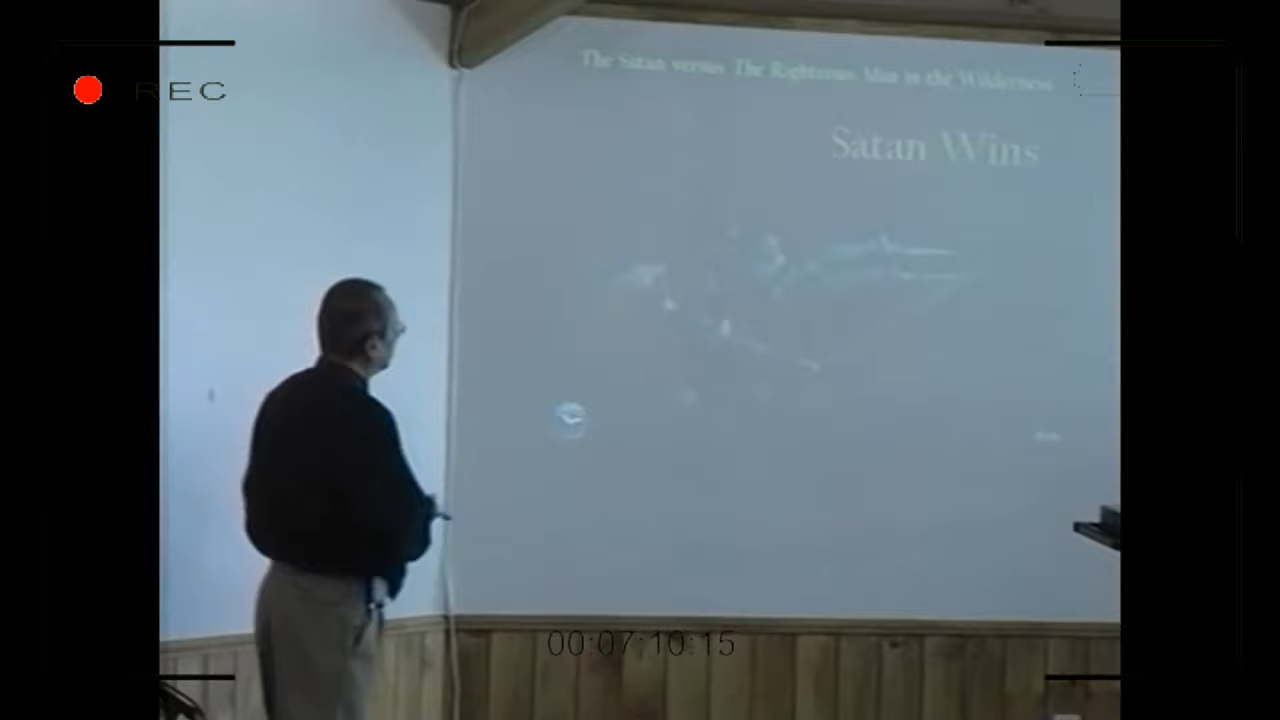 REC
The Satan versus The Righteous Man in the Wilderness
Satan Wins
00:07:10:15